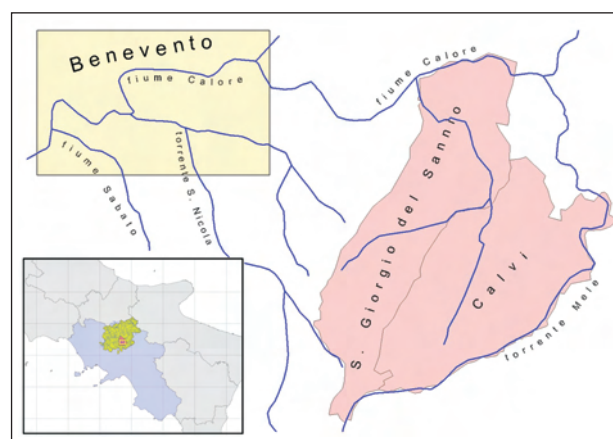 Benevento
fiume Calore
fiume Calore
fiume Sabato
torrente S. Nicola
S. Giorgio del Sannio
Calvi
torrente Mele